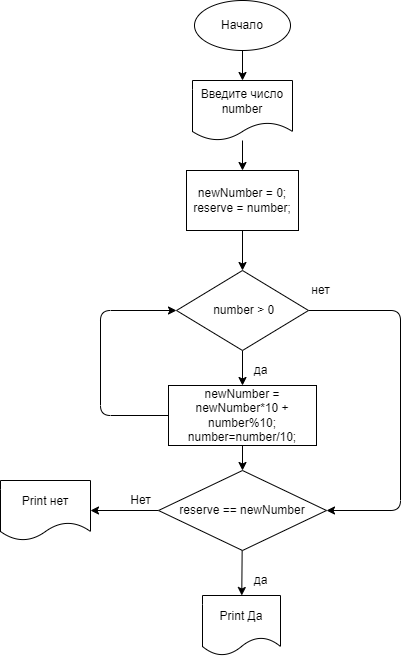 Начало
Введите число
number
newNumber = 0;
reserve = number;
number > 0
нет
да
newNumber =
newNumber*10 +
number%10;
number=number/10;
reserve == newNumber
Нет
Print нет
да
Print Да